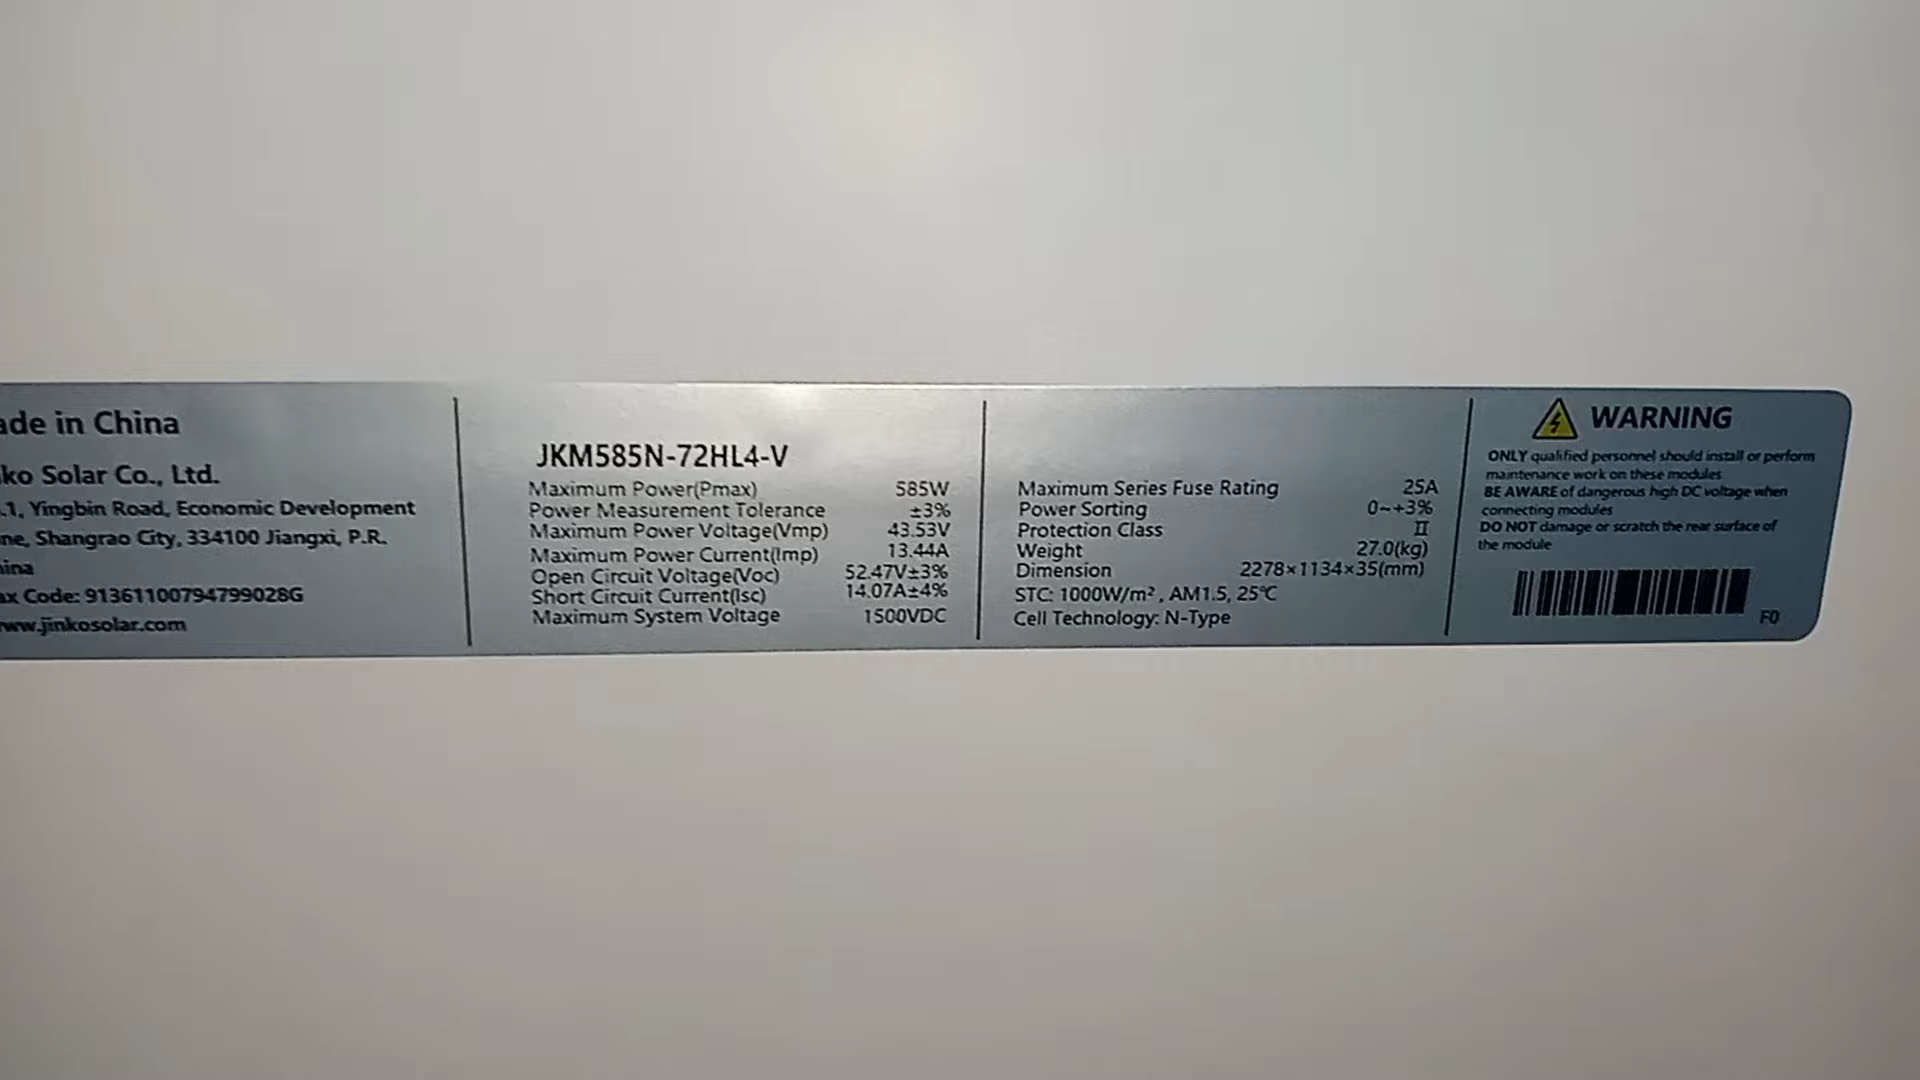 ade in China
ko Solar Co., Ltd.
.1, Yingbin Road, Economic Development
ne, Shangrao City, 334100 Jiangxi, P.R.
ina
ax Code: 91361100794799028G
www.jinkosolar.com
JKM585N-72HL4-V
Maximum Power(Pmax) 585W
Power Measurement Tolerance ±3%
Maximum Power Voltage(Vmp) 43.53V
Maximum Power Current(Imp) 13.44A
Open Circuit Voltage(Voc) 52.47V±3%
Short Circuit Current(Isc) 14.07A±4%
Maximum System Voltage 1500VDC
Maximum Series Fuse Rating 25A
Power Sorting 0~+3%
Protection Class II
Weight 27.0(kg)
Dimension 2278×1134×35(mm)
STC: 1000W/m², AM1.5, 25℃
Cell Technology: N-Type
WARNING
ONLY qualified personnel should install or perform
maintenance work on these modules
BE AWARE of dangerous high DC voltage when
connecting modules
DO NOT damage or scratch the rear surface of
the module
F0